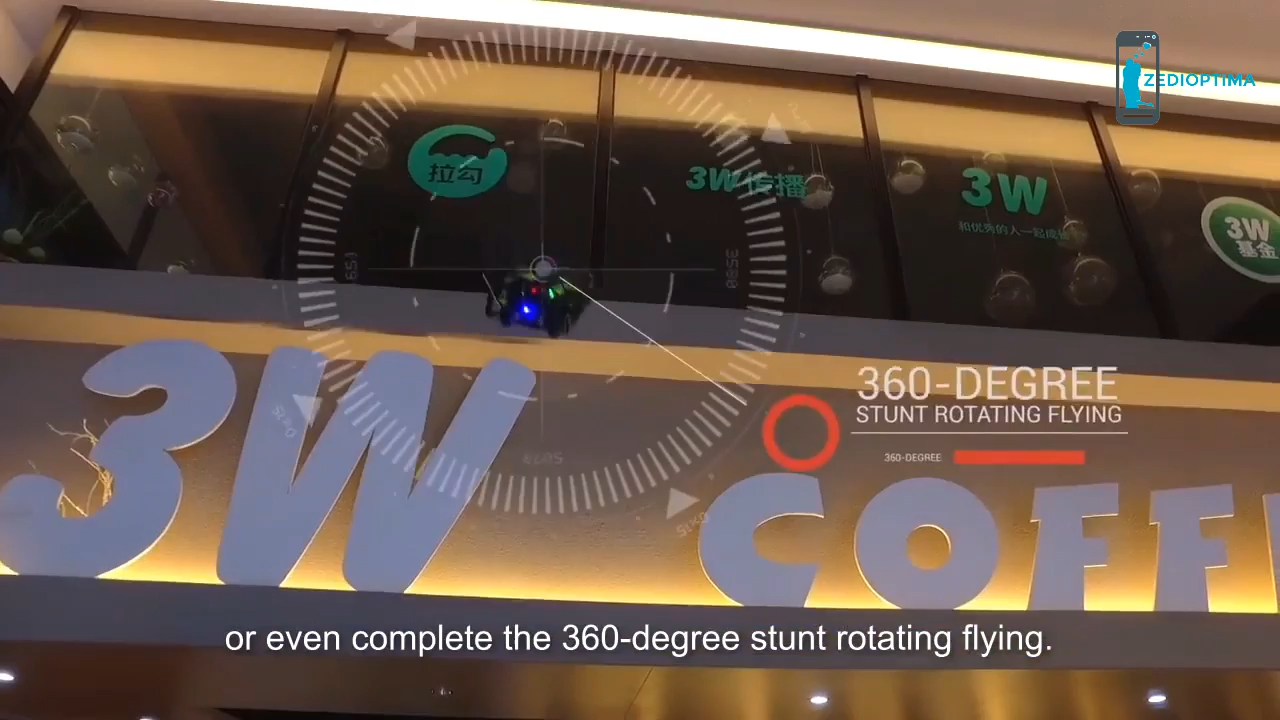 ZEDIOPTIMA
拉勾
3W传播
3W
和优秀的人一起成长
3W
基金
360-DEGREE
STUNT ROTATING FLYING
360-DEGREE
3W COFF
or even complete the 360-degree stunt rotating flying.